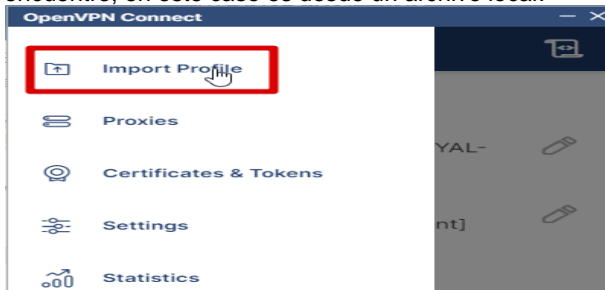 encuentre, en este caso es desde un archivo local.
OpenVPN Connect
Import Profile
Proxies
YAL-
Certificates & Tokens
Settings
nt]
Statistics